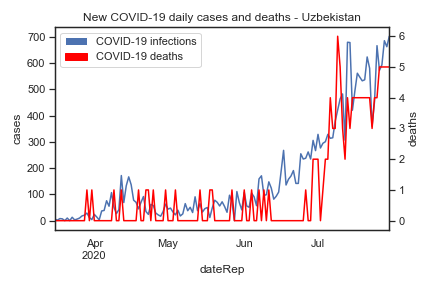 New COVID-19 daily cases and deaths - Uzbekistan
COVID-19 infections
COVID-19 deaths
700
600
500
400
300
200
100
0
cases
6
5
4
3
2
1
0
deaths
Apr
2020
May
Jun
Jul
dateRep